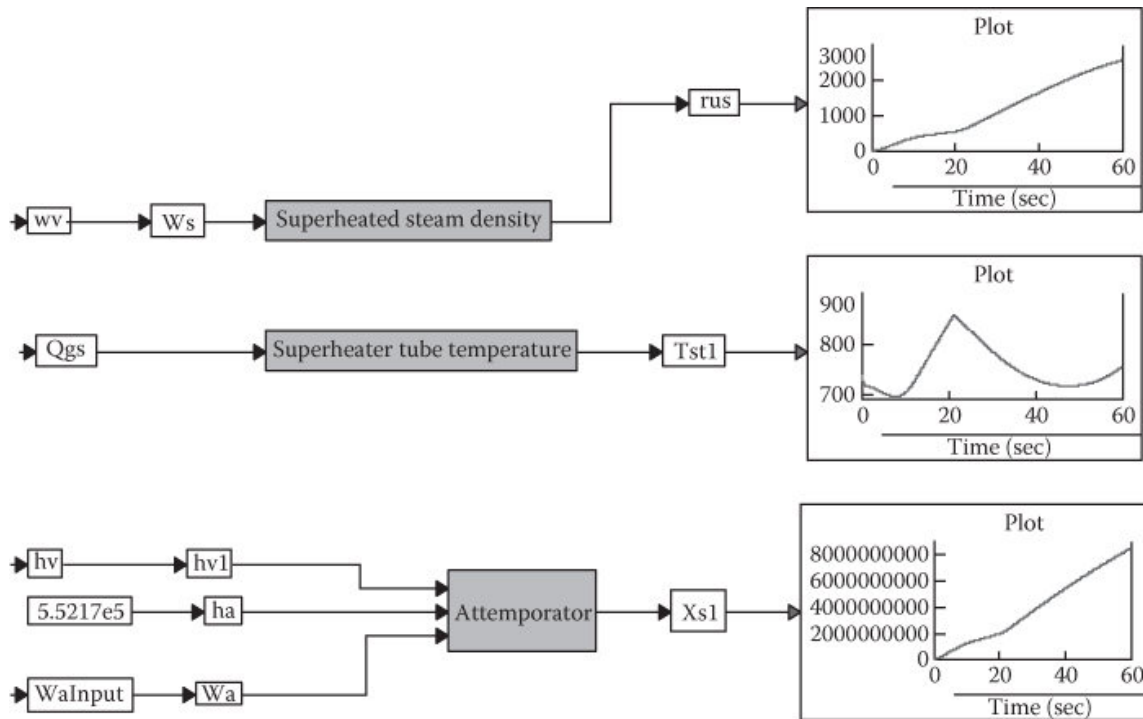 Plot
3000
2000
1000
0
0 20 40 60
Time (sec)
rus
wv
Ws
Superheated steam density
Plot
900
800
700
0 20 40 60
Time (sec)
Qgs
Superheater tube temperature
Tst1
Plot
8000000000
6000000000
4000000000
2000000000
0
0 20 40 60
Time (sec)
hv
hv1
5.5217e5
ha
Attemporator
Xs1
WaInput
Wa